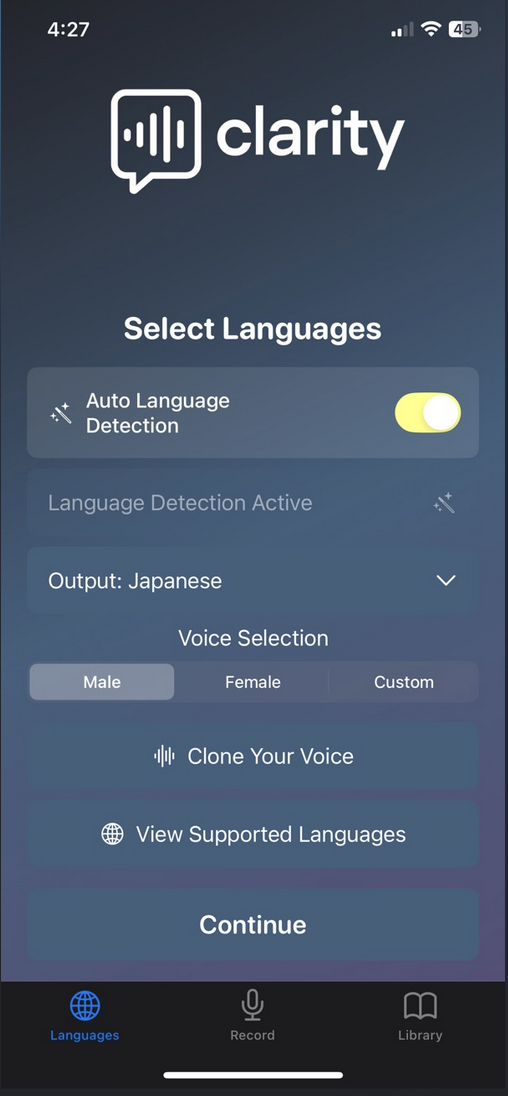 4:27
45
clarity
Select Languages
Auto Language
Detection
Language Detection Active
Output: Japanese
Voice Selection
Male Female Custom
Clone Your Voice
View Supported Languages
Continue
Languages Record Library